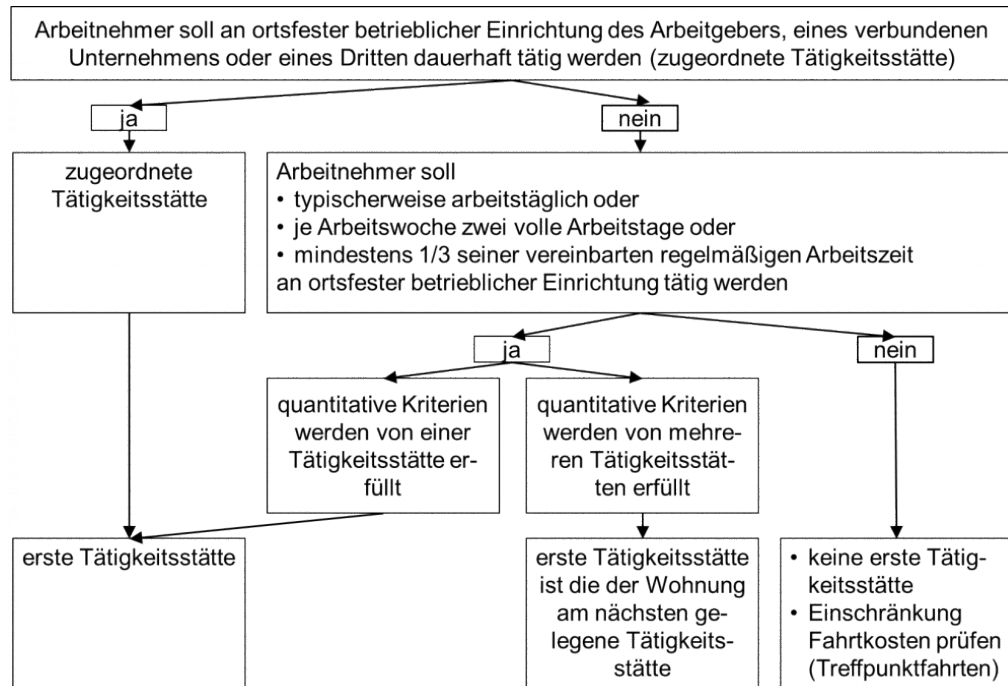 Arbeitnehmer soll an ortsfester betrieblicher Einrichtung des Arbeitgebers, eines verbundenen
Unternehmens oder eines Dritten dauerhaft tätig werden (zugeordnete Tätigkeitsstätte)
ja
nein
zugeordnete
Tätigkeitsstätte
Arbeitnehmer soll
• typischerweise arbeitstäglich oder
• je Arbeitswoche zwei volle Arbeitstage oder
• mindestens 1/3 seiner vereinbarten regelmäßigen Arbeitszeit
an ortsfester betrieblicher Einrichtung tätig werden
ja
nein
quantitative Kriterien
werden von einer
Tätigkeitsstätte er-
füllt
quantitative Kriterien
werden von mehre-
ren Tätigkeitsstät-
ten erfüllt
erste Tätigkeitsstätte
erste Tätigkeitsstätte
ist die der Wohnung
am nächsten ge-
legene Tätigkeits-
stätte
• keine erste Tätig-
keitsstätte
• Einschränkung
Fahrtkosten prüfen
(Treffpunktfahrten)